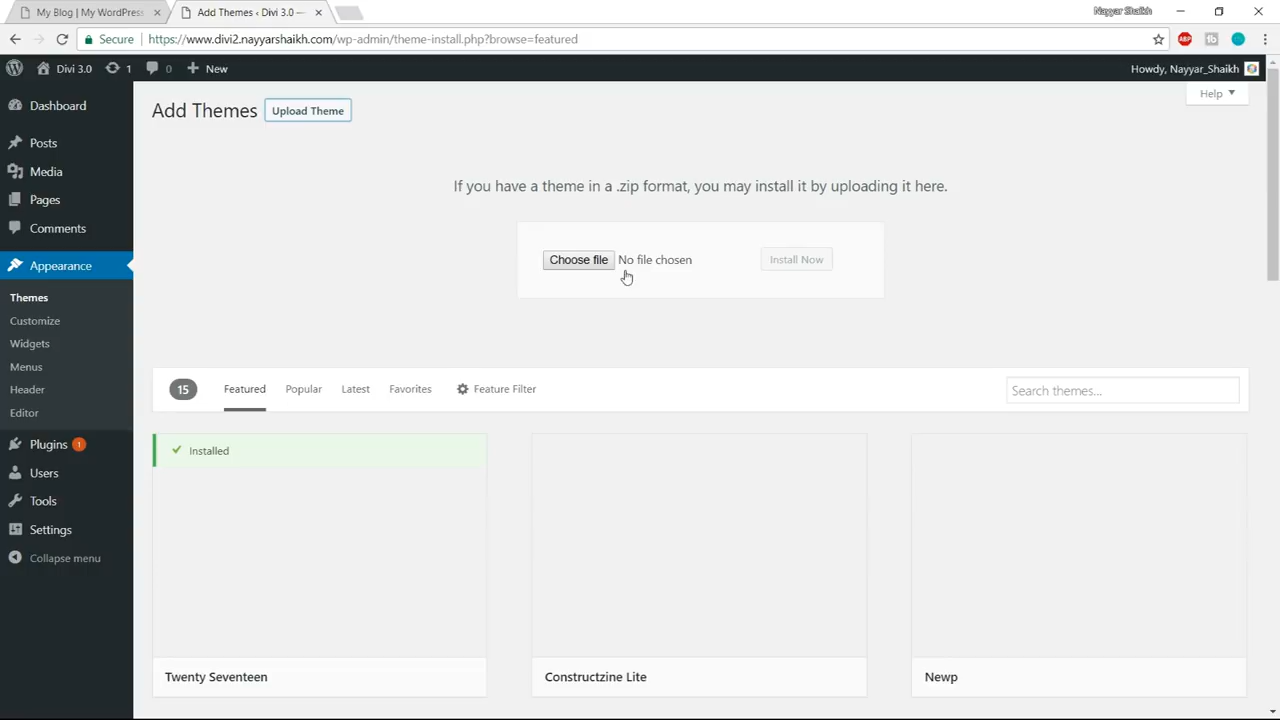 My Blog | My WordPress
Add Themes ‹ Divi 3.0 —
Nayyar Shaikh
Secure
https://www.divi2.nayyarshaikh.com/wp-admin/theme-install.php?browse=featured
ABP
Divi 3.0
1
0
New
Howdy, Nayyar_Shaikh
Dashboard
Posts
Media
Pages
Comments
Appearance
Themes
Customize
Widgets
Menus
Header
Editor
Plugins 1
Users
Tools
Settings
Collapse menu
Add Themes
Upload Theme
Help
If you have a theme in a .zip format, you may install it by uploading it here.
Choose file No file chosen
Install Now
15
Featured
Popular
Latest
Favorites
Feature Filter
Search themes...
Installed
Twenty Seventeen
Constructzine Lite
Newp